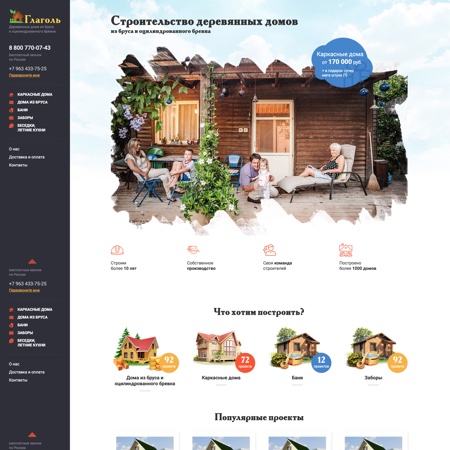 Глаголь
Деревянные дома из бруса
и оцилиндрованного бревна
8 800 770-07-43
Бесплатный звонок
по России
+7 963 433-75-25
Перезвоните мне
КАРКАСНЫЕ ДОМА
ДОМА ИЗ БРУСА
БАНИ
ЗАБОРЫ
БЕСЕДКИ,
ЛЕТНИЕ КУХНИ
О нас
Доставка и оплата
Контакты
Бесплатный звонок
по России
+7 963 433-75-25
Перезвоните мне
КАРКАСНЫЕ ДОМА
ДОМА ИЗ БРУСА
БАНИ
ЗАБОРЫ
БЕСЕДКИ,
ЛЕТНИЕ КУХНИ
О нас
Доставка и оплата
Контакты
Бесплатный звонок
по России
Строительство деревянных домов
из бруса и оцилиндрованного бревна
Каркасные дома
от 170 000 руб.
Строим
более 10 лет
Собственное
производство
Своя команда
строителей
Построено
более 1000 домов
Что хотим построить?
92
проекта
72
проекта
12
проектов
92
проекта
Дома из бруса и
оцилиндрованного бревна
Каркасные дома
Бани
Заборы
Популярные проекты